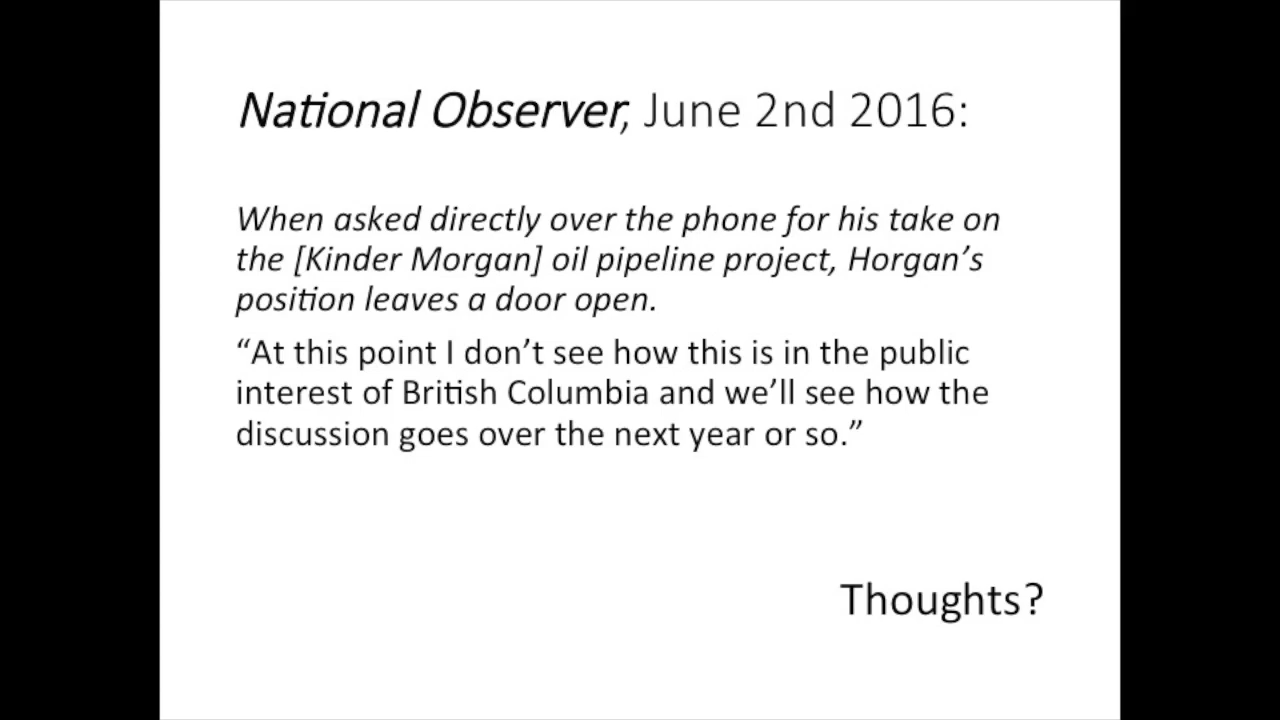 National Observer, June 2nd 2016:
When asked directly over the phone for his take on
the [Kinder Morgan] oil pipeline project, Horgan’s
position leaves a door open.
“At this point I don’t see how this is in the public
interest of British Columbia and we’ll see how the
discussion goes over the next year or so.”
Thoughts?